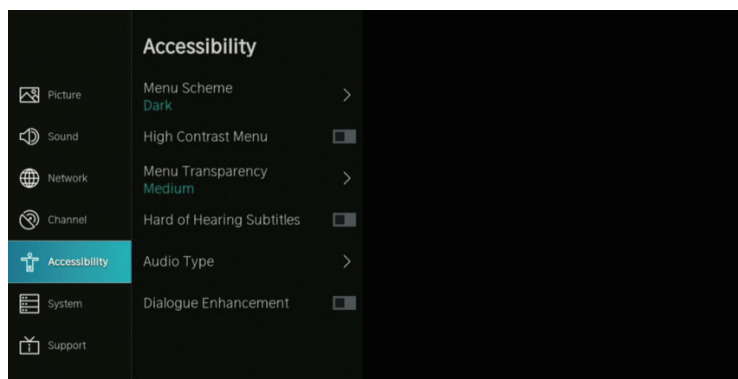 Accessibility
Picture
Sound
Network
Channel
Accessibility
System
Support
Menu Scheme
Dark
High Contrast Menu
Menu Transparency
Medium
Hard of Hearing Subtitles
Audio Type
Dialogue Enhancement